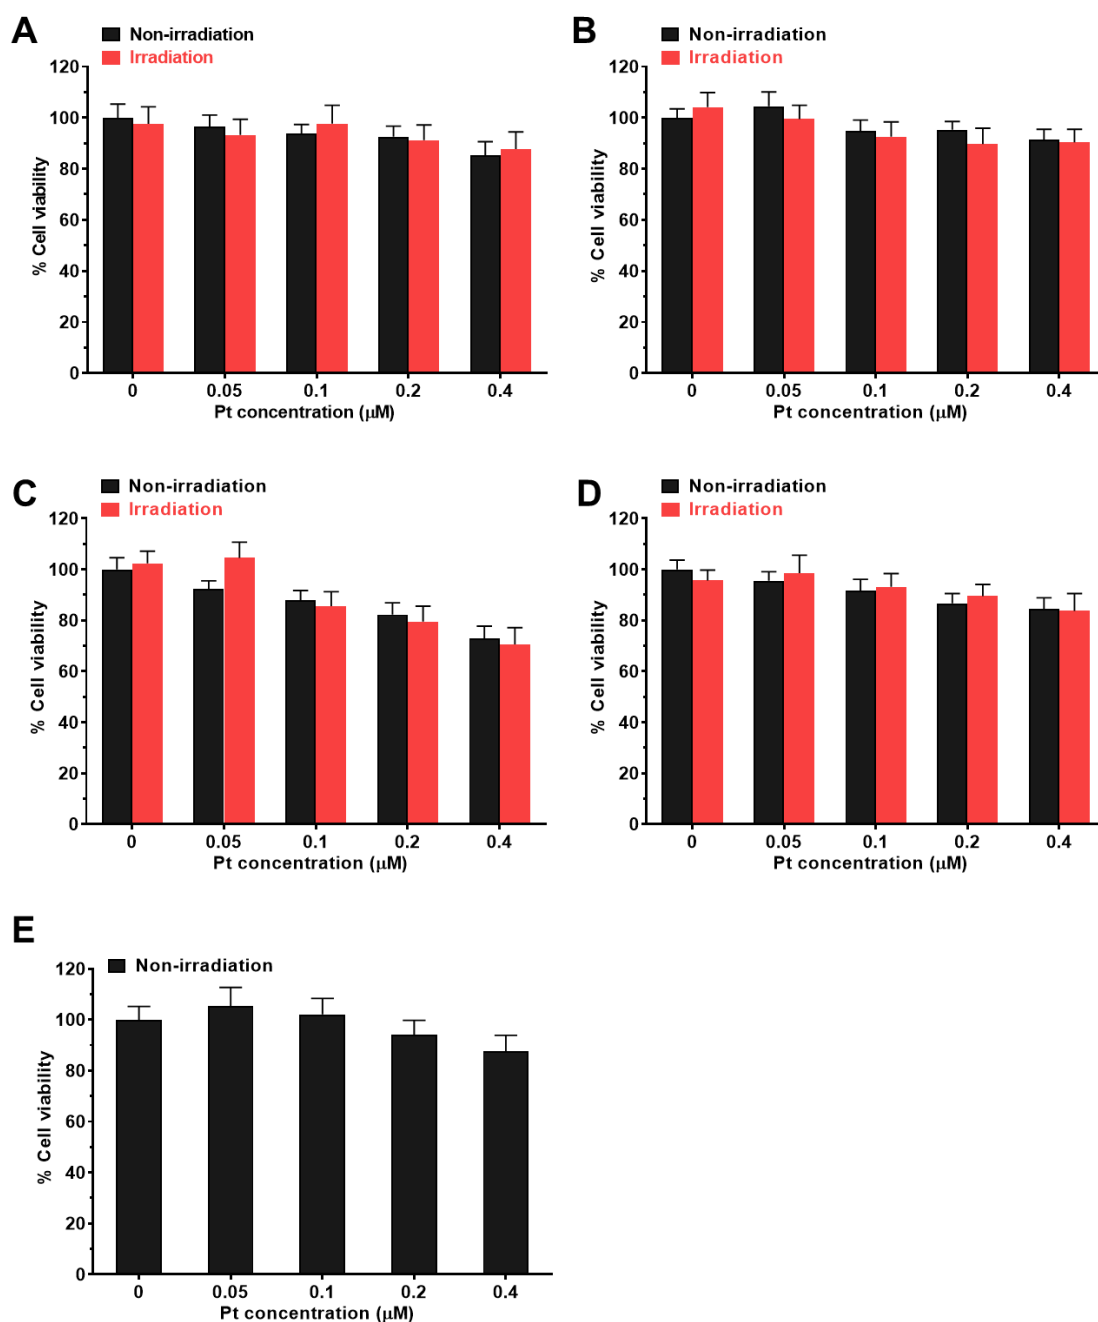 A
Non-irradiation
Irradiation
120
100
80
60
40
20
0
% Cell viability
0 0.05 0.1 0.2 0.4
Pt concentration (μM)
B
Non-irradiation
Irradiation
120
100
80
60
40
20
0
% Cell viability
0 0.05 0.1 0.2 0.4
Pt concentration (μM)
C
Non-irradiation
Irradiation
120
100
80
60
40
20
0
% Cell viability
0 0.05 0.1 0.2 0.4
Pt concentration (μM)
D
Non-irradiation
Irradiation
120
100
80
60
40
20
0
% Cell viability
0 0.05 0.1 0.2 0.4
Pt concentration (μM)
E
Non-irradiation
120
100
80
60
40
20
0
% Cell viability
0 0.05 0.1 0.2 0.4
Pt concentration (μM)